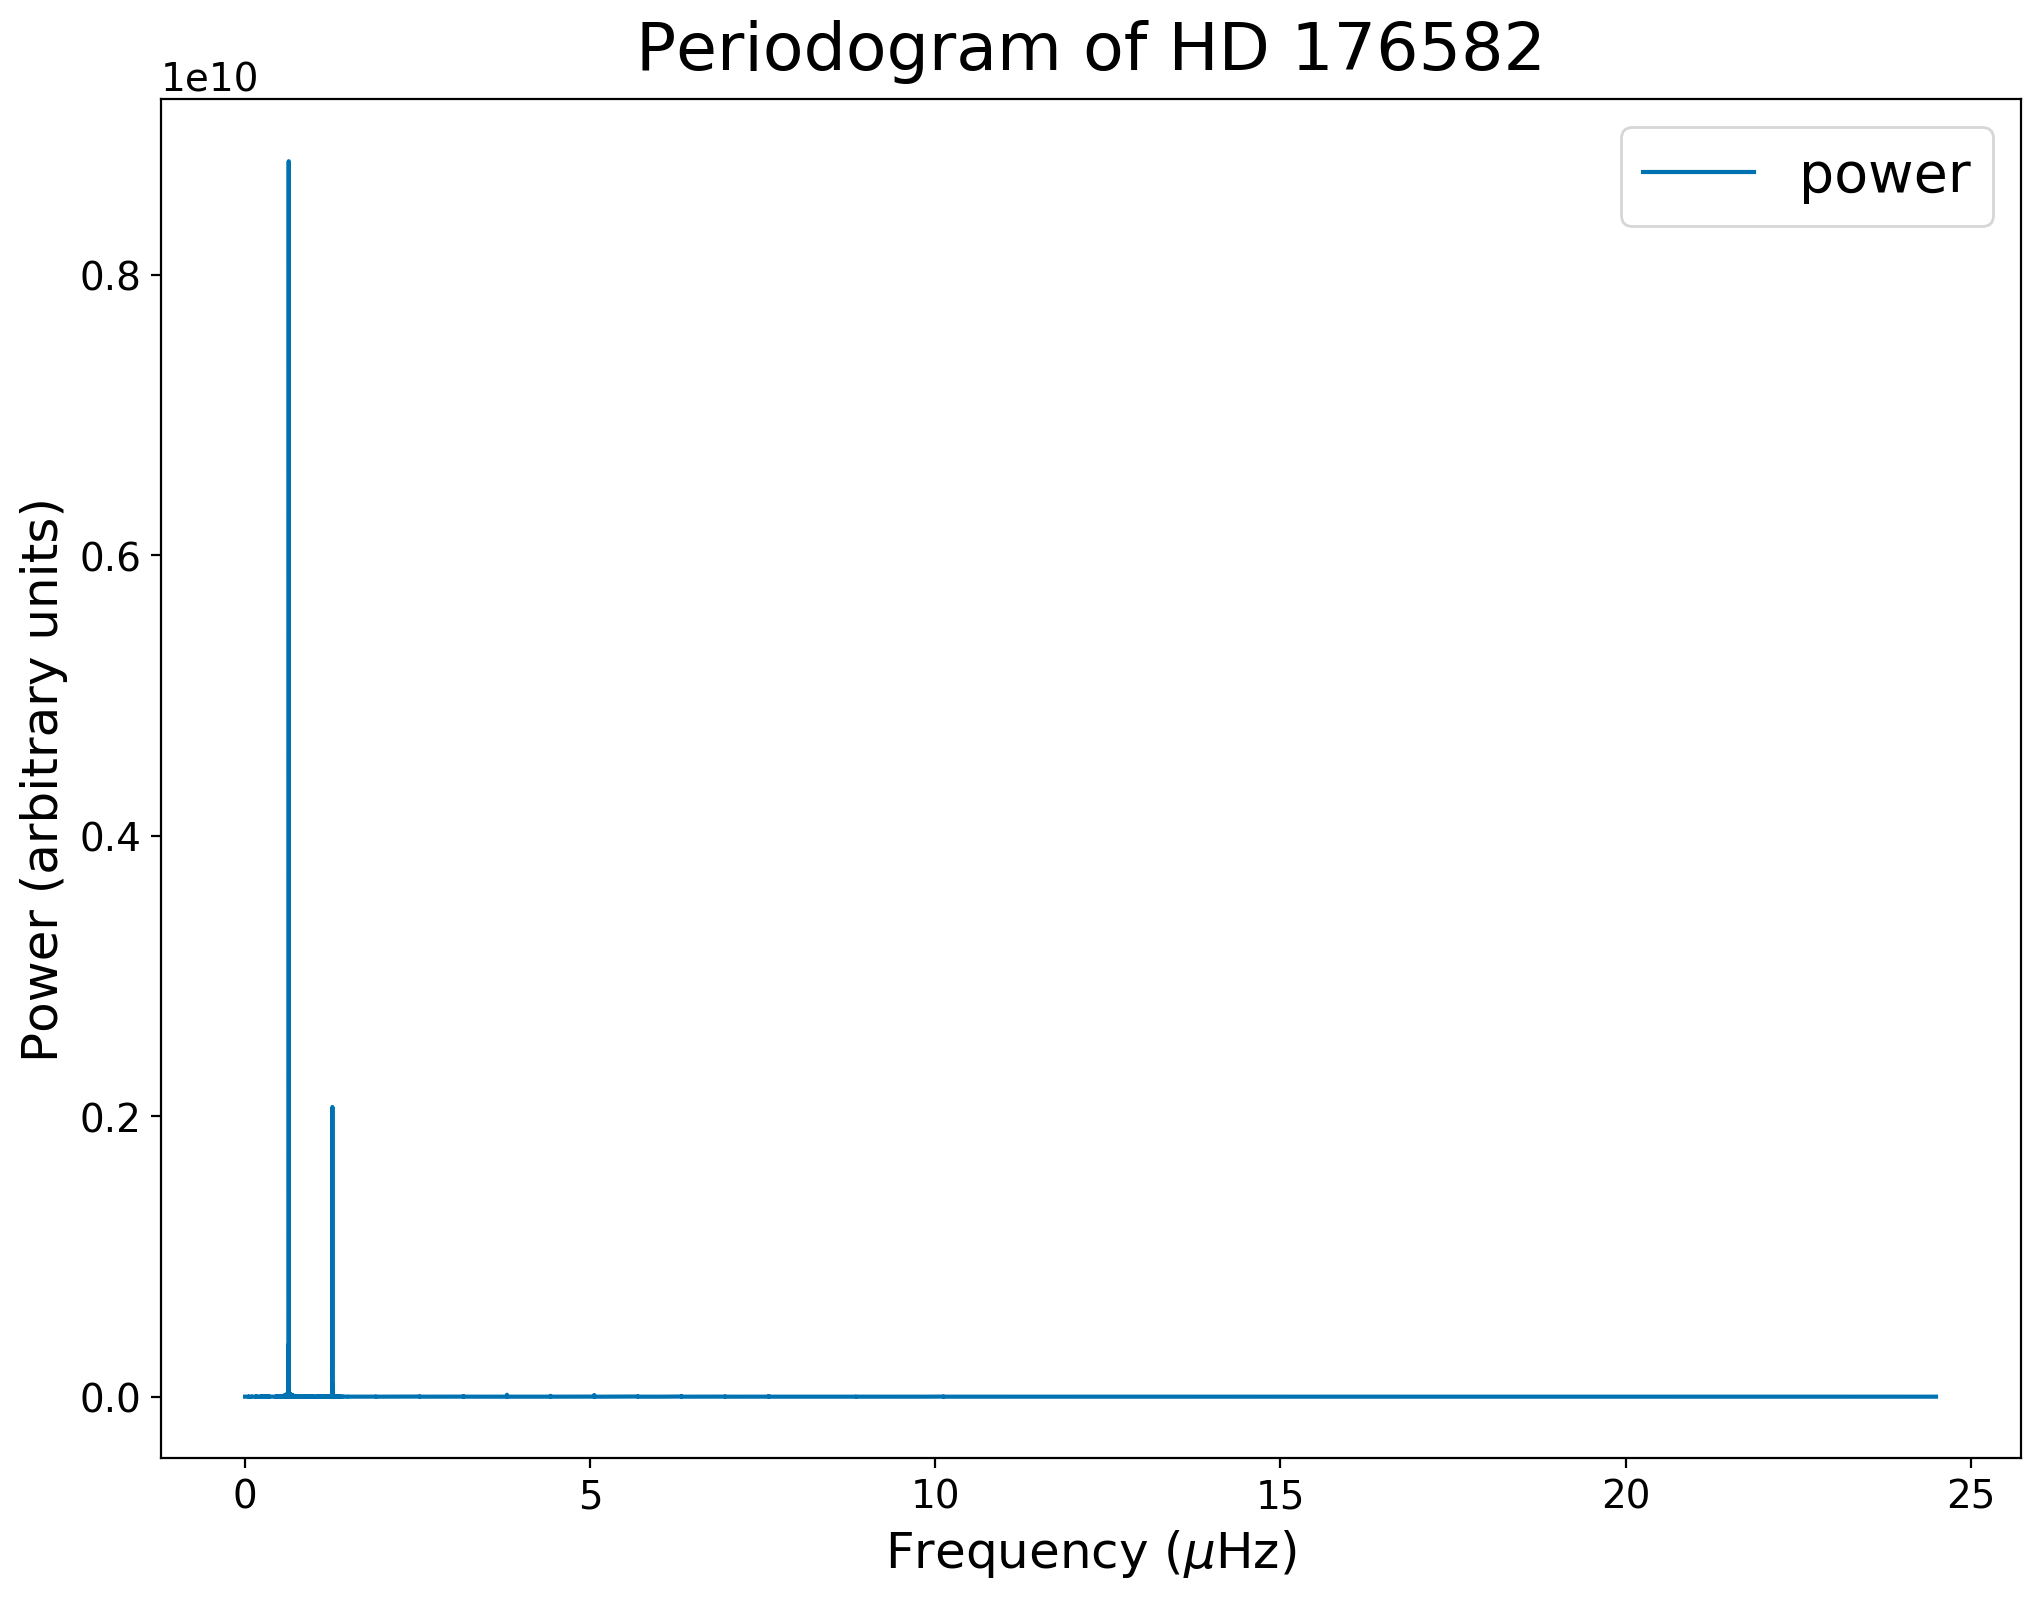 Periodogram of HD 176582
1e10
power
0.8
0.6
0.4
0.2
0.0
Power (arbitrary units)
0 5 10 15 20 25
Frequency (μHz)